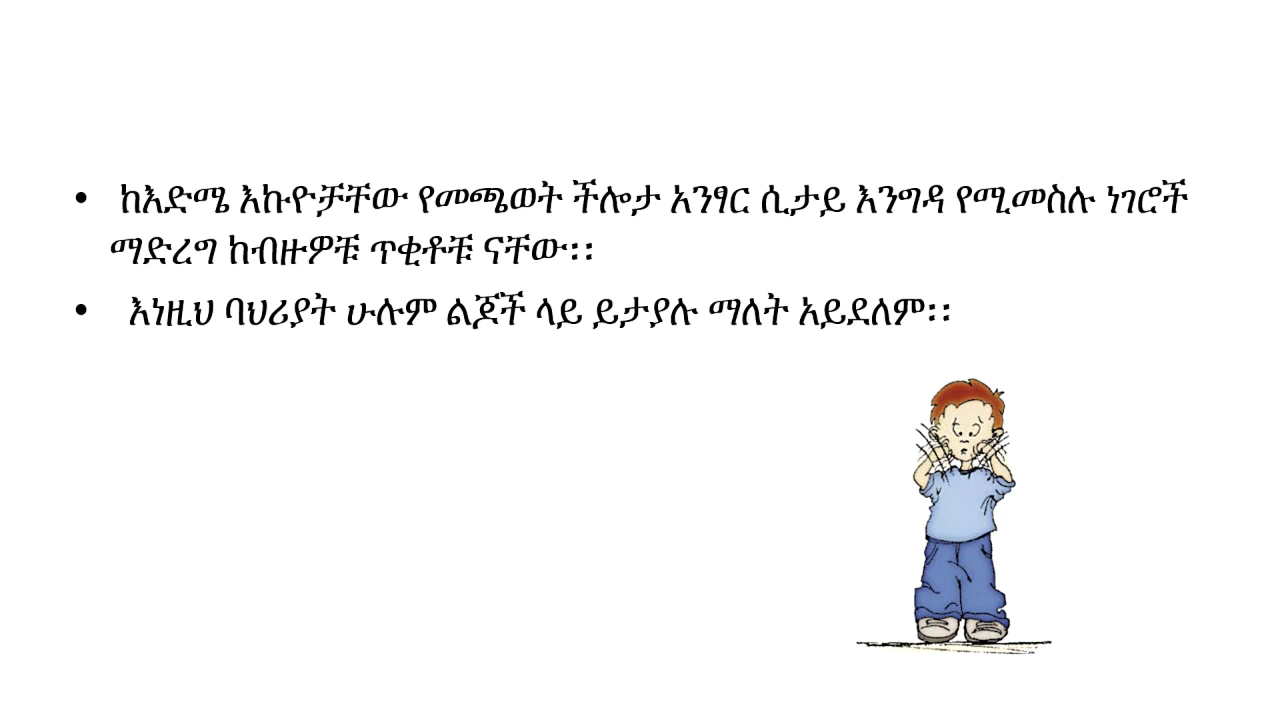 • ከእድሜ እኩዮቻቸው የመጫወት ችሎታ አንፃር ሲታይ እንግዳ የሚመስሉ ነገሮች
ማድረግ ከብዙዎቹ ጥቂቶቹ ናቸው፡፡
• እነዚህ ባህሪያት ሁሉም ልጆች ላይ ይታያሉ ማለት አይደለም፡፡